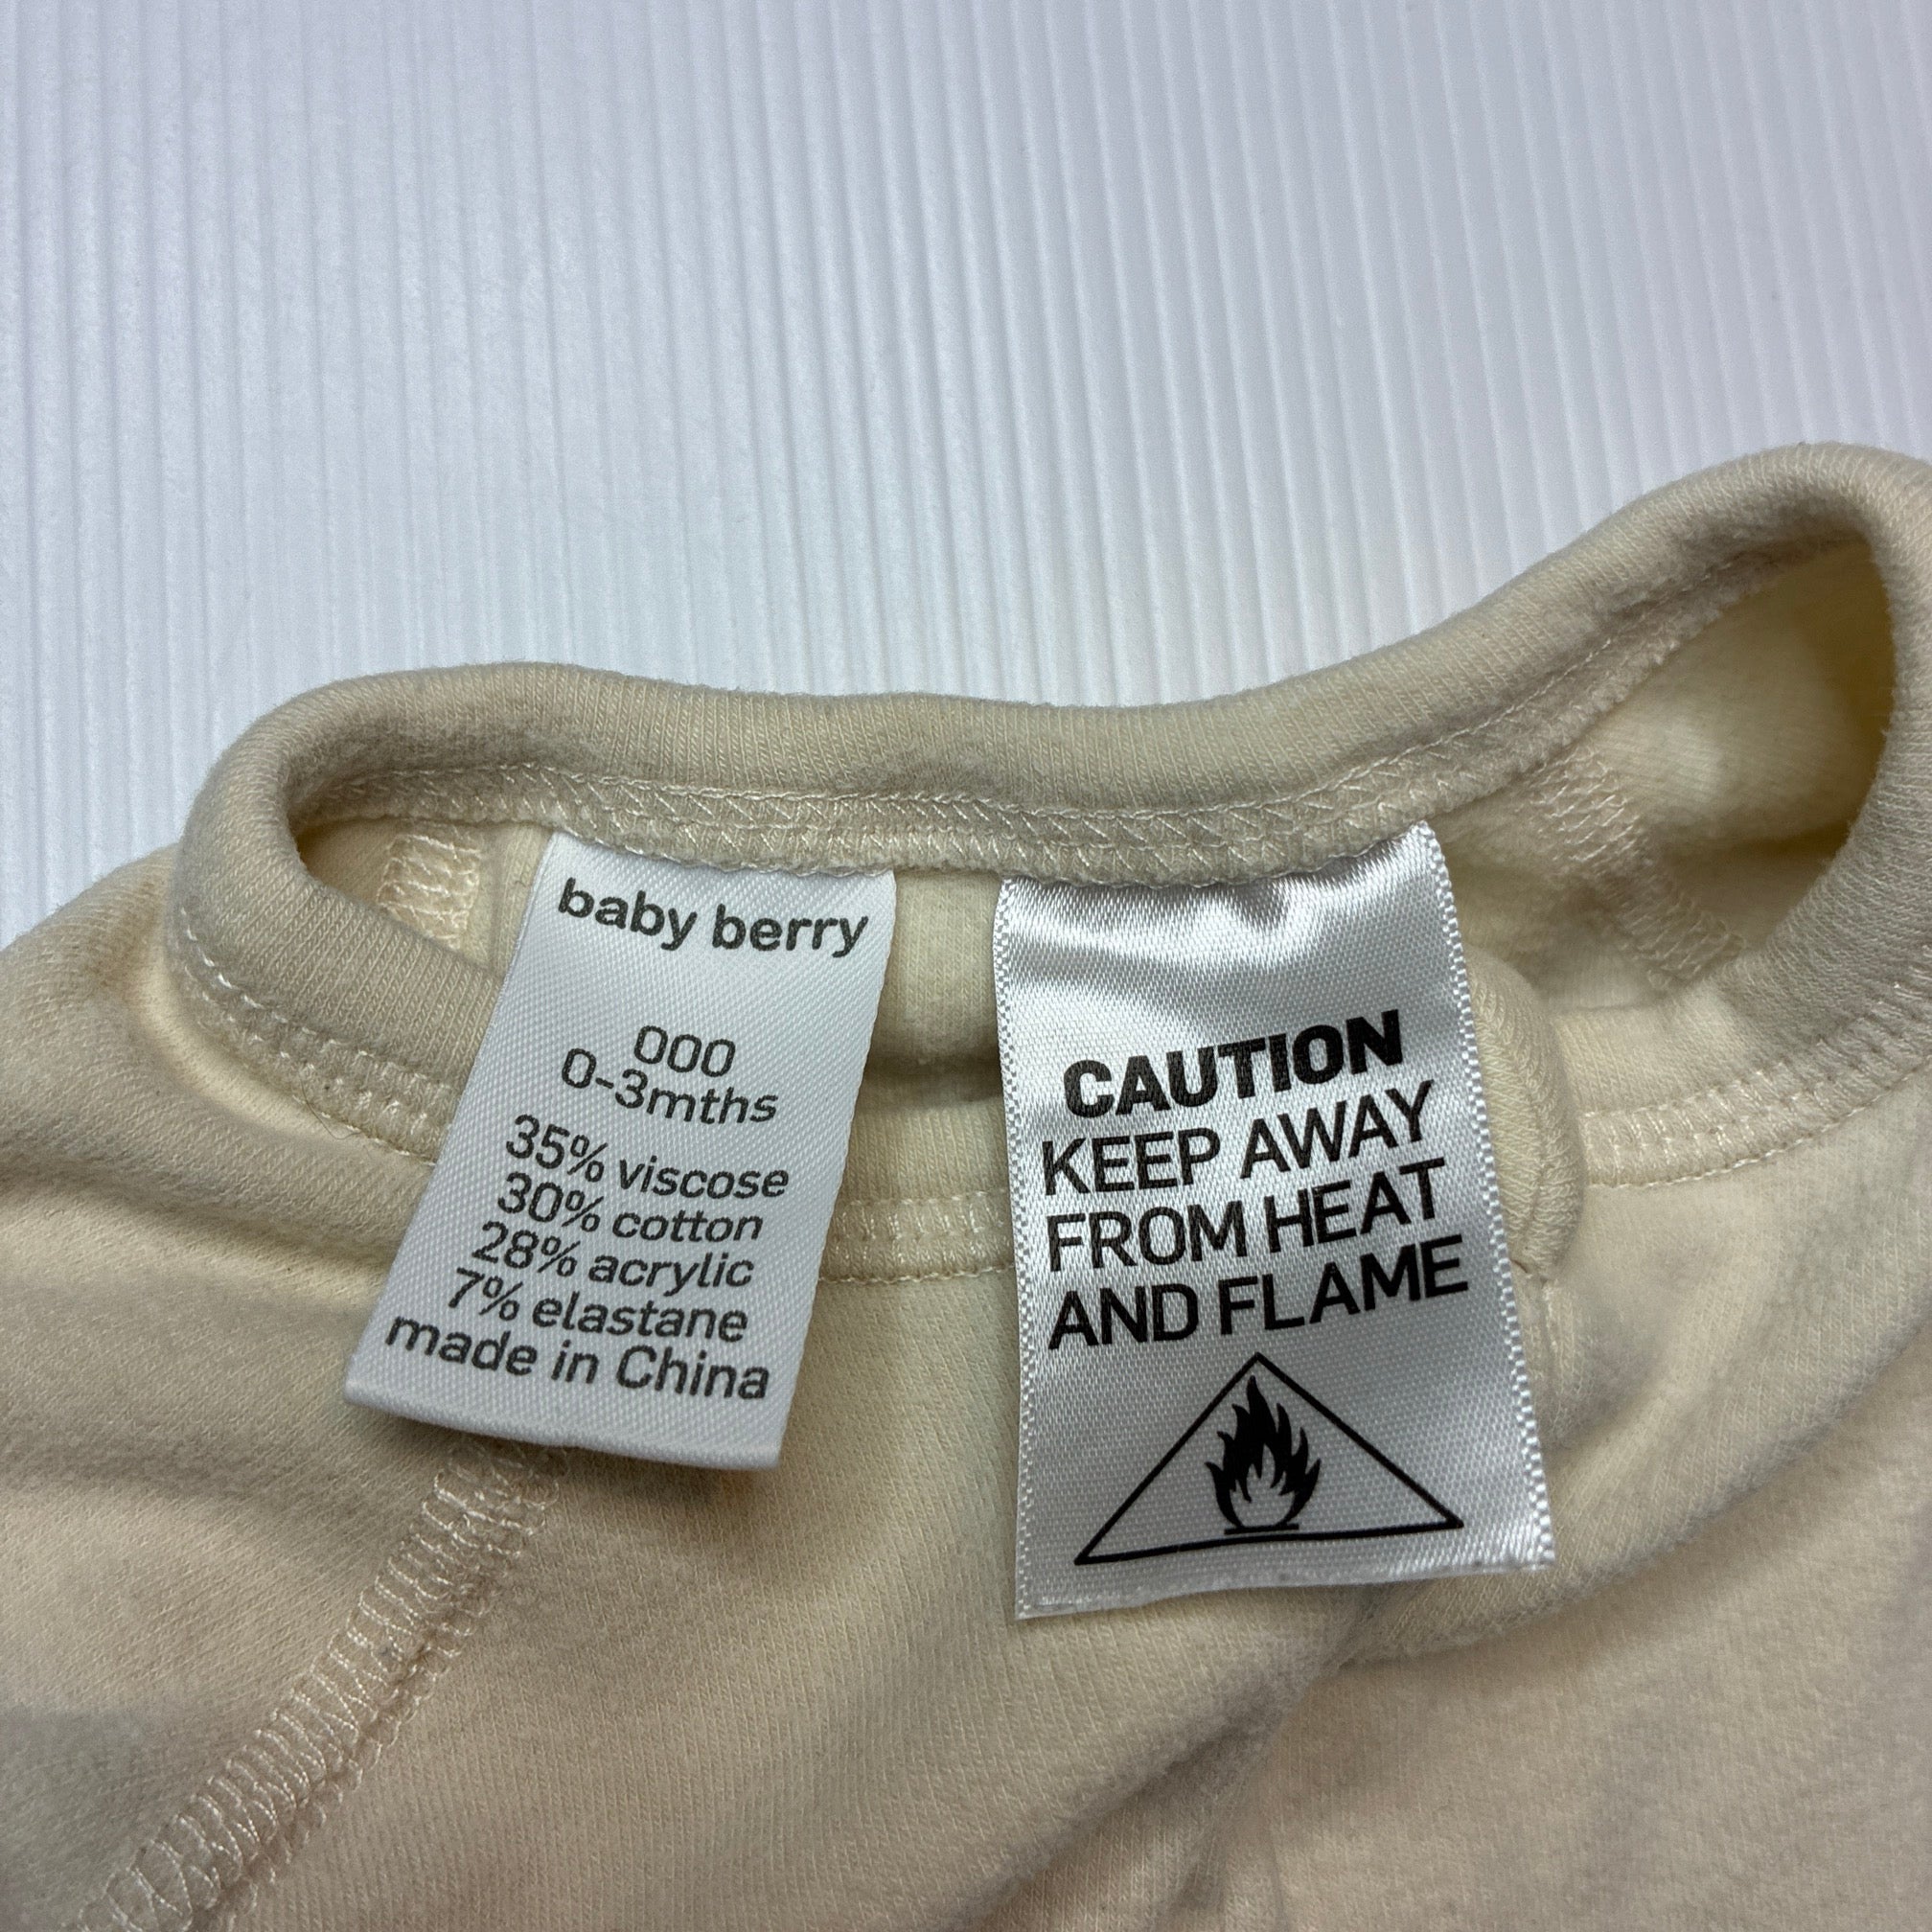 baby berry
000
0-3mths
35% viscose
30% cotton
28% acrylic
7% elastane
made in China
CAUTION
KEEP AWAY
FROM HEAT
AND FLAME